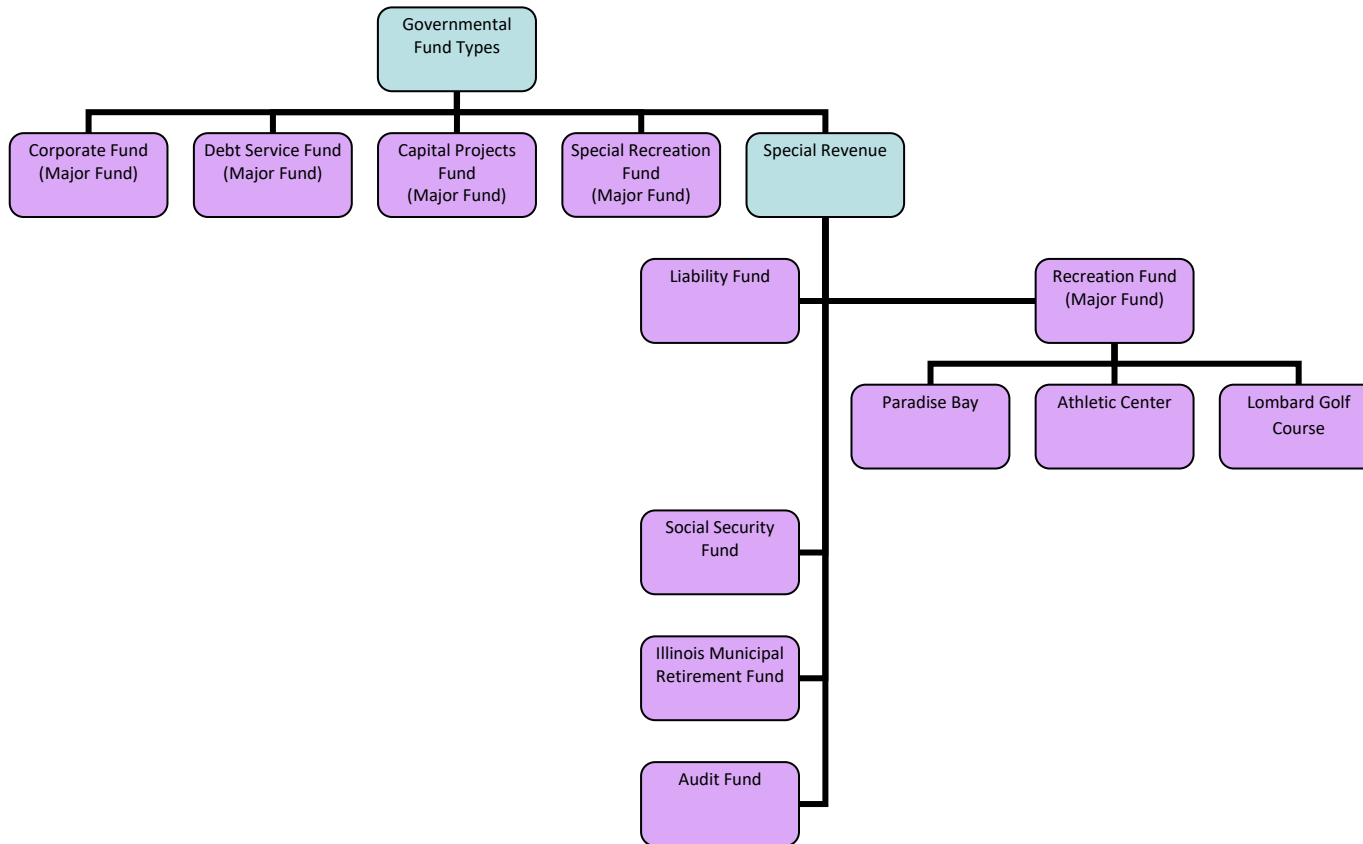 Governmental
Fund Types
Corporate Fund
(Major Fund)
Debt Service Fund
(Major Fund)
Capital Projects
Fund
(Major Fund)
Special Recreation
Fund
(Major Fund)
Special Revenue
Liability Fund
Recreation Fund
(Major Fund)
Paradise Bay
Athletic Center
Lombard Golf
Course
Social Security
Fund
Illinois Municipal
Retirement Fund
Audit Fund